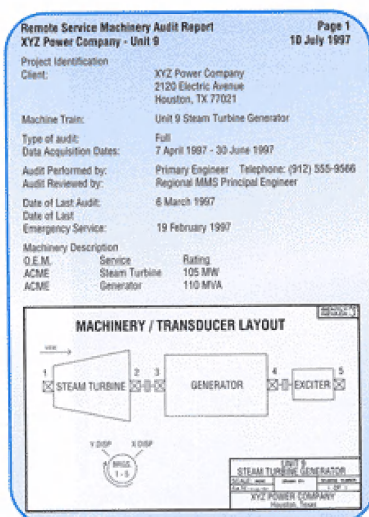 Remote Service Machinery Audit Report Page 1
XYZ Power Company - Unit 9 10 July 1997
Project Identification
Client: XYZ Power Company
2120 Electric Avenue
Houston, TX 77021
Machine Train: Unit 9 Steam Turbine Generator
Type of audit: Full
Data Acquisition Dates: 7 April 1997 - 30 June 1997
Audit Performed by: Primary Engineer Telephone: (912) 555-9566
Audit Reviewed by: Regional MMS Principal Engineer
Date of Last Audit: 6 March 1997
Date of Last
Emergency Service: 19 February 1997
Machinery Description
O.E.M. Service Rating
ACME Steam Turbine 105 MW
ACME Generator 110 MVA
MACHINERY / TRANSDUCER LAYOUT
VIEW
1 2 3 4 5
STEAM TURBINE GENERATOR EXCITER
Y DISP X DISP
BRGS.
1 - 5
UNIT 9
STEAM TURBINE GENERATOR
SCALE:
DATE: 1 OF 1
XYZ POWER COMPANY
Houston, Texas